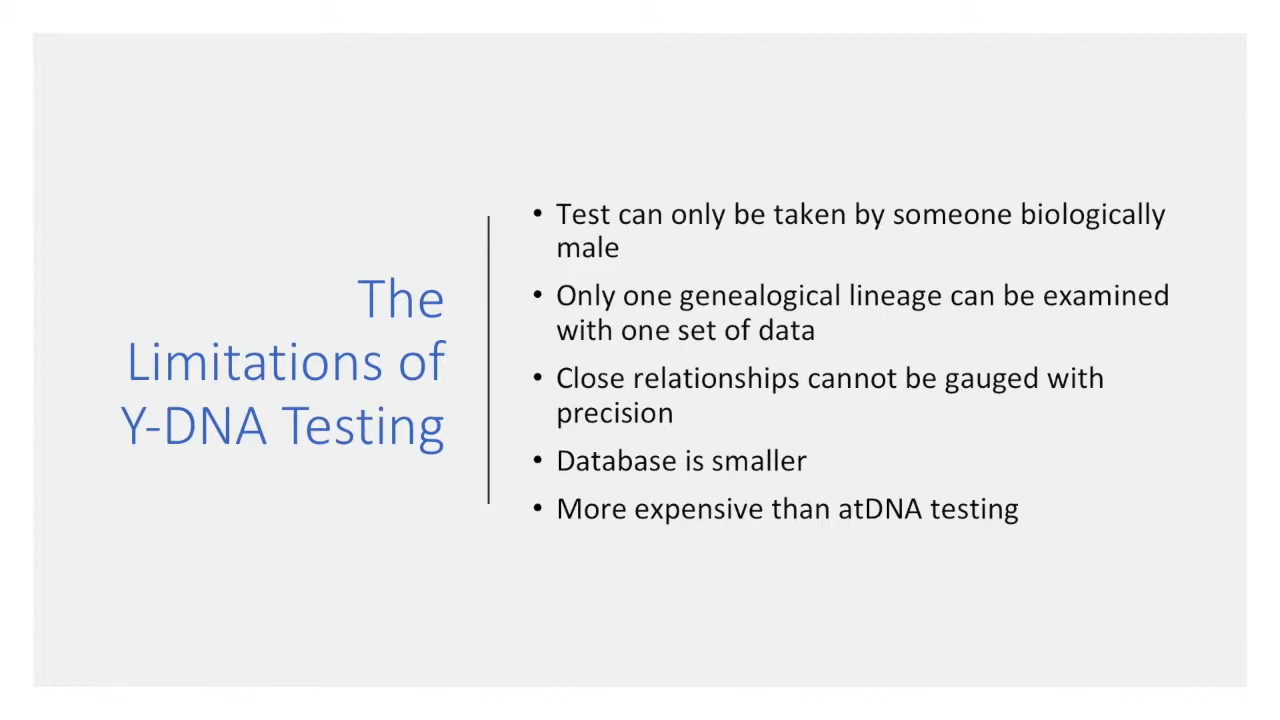 The
Limitations of
Y-DNA Testing
• Test can only be taken by someone biologically
male
• Only one genealogical lineage can be examined
with one set of data
• Close relationships cannot be gauged with
precision
• Database is smaller
• More expensive than atDNA testing